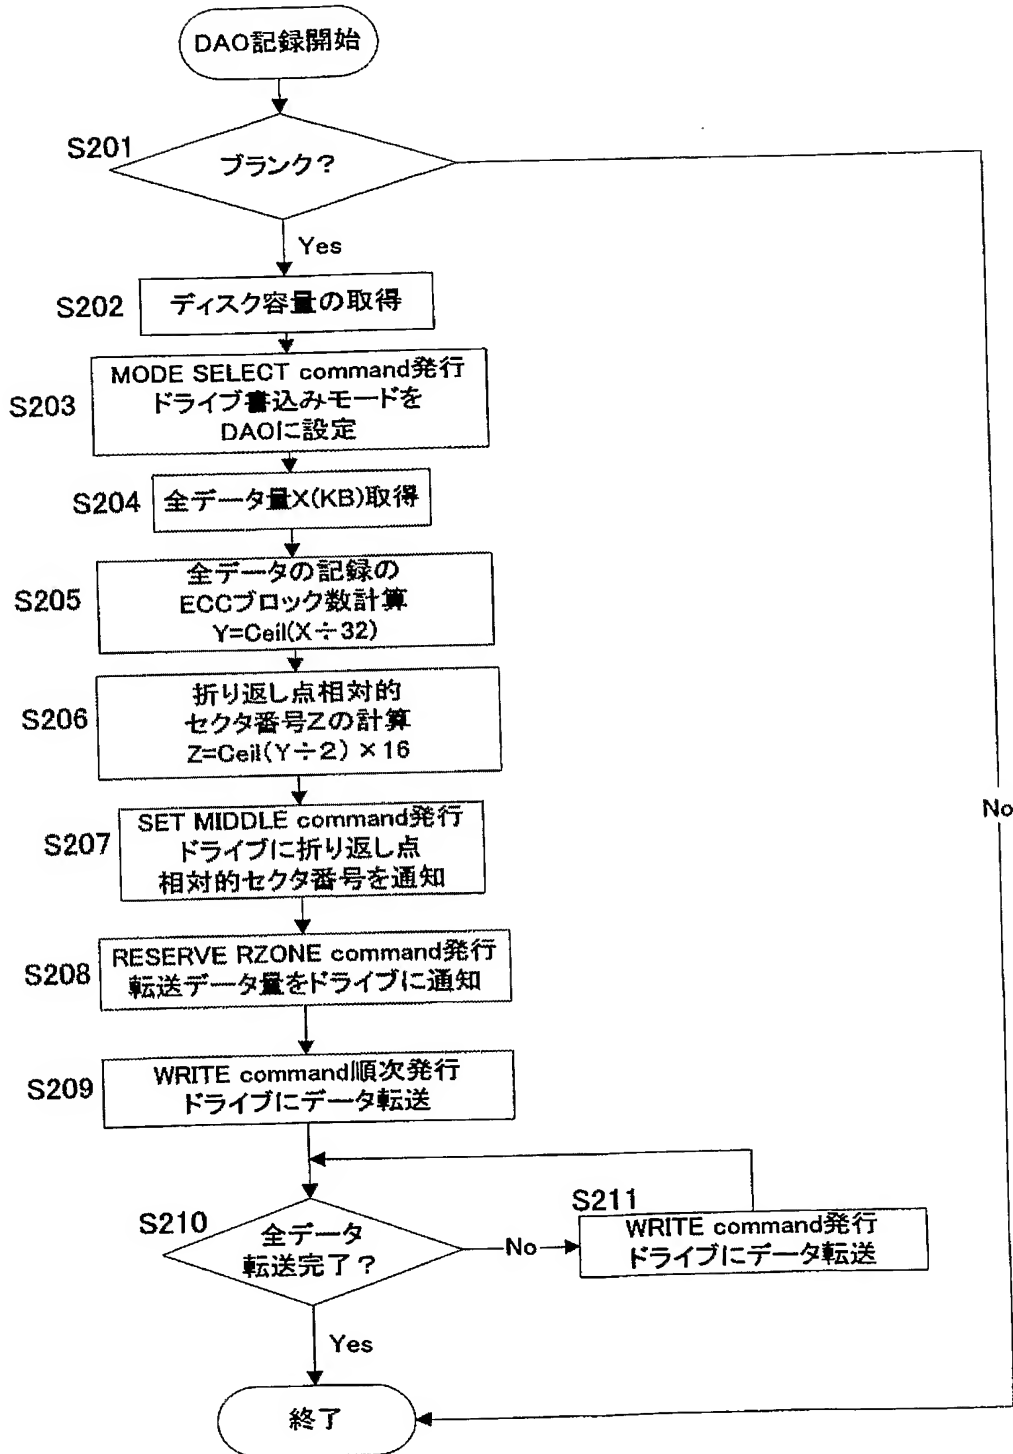 DAO記録開始
S201
ブランク?
Yes
S202
ディスク容量の取得
S203
MODE SELECT command発行
ドライブ書込みモードを
DAOに設定
S204
全データ量X(KB)取得
S205
全データの記録の
ECCブロック数計算
Y=Ceil(X÷32)
S206
折り返し点相対的
セクタ番号Zの計算
Z=Ceil(Y÷2)×16
No
S207
SET MIDDLE command発行
ドライブに折り返し点
相対的セクタ番号を通知
S208
RESERVE RZONE command発行
転送データ量をドライブに通知
S209
WRITE command順次発行
ドライブにデータ転送
S210
全データ
転送完了?
No
S211
WRITE command発行
ドライブにデータ転送
Yes
終了